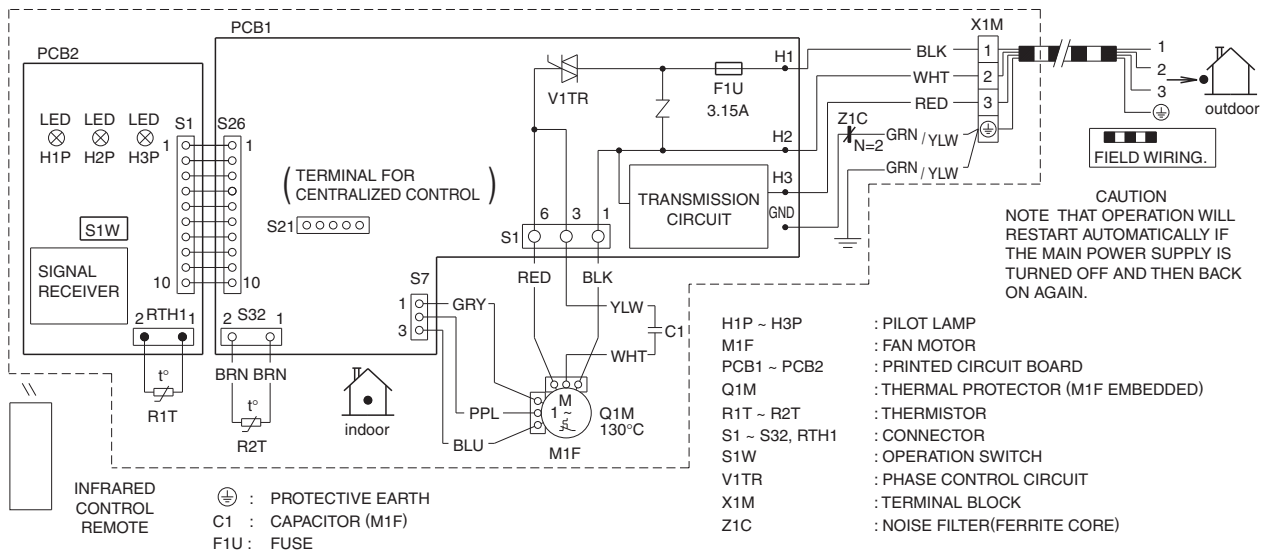 PCB1
X1M
PCB2
H1
BLK
1
1
2
3
outdoor
V1TR
F1U
3.15A
WHT
2
RED
3
LED LED LED
H1P H2P H3P
S1 S26
1 1
10 10
Z1C
N=2
GRN / YLW
GRN / YLW
FIELD WIRING.
H2
H3
GND
(TERMINAL FOR
CENTRALIZED CONTROL)
S21
TRANSMISSION
CIRCUIT
CAUTION
NOTE THAT OPERATION WILL
RESTART AUTOMATICALLY IF
THE MAIN POWER SUPPLY IS
TURNED OFF AND THEN BACK
ON AGAIN.
S1W
SIGNAL
RECEIVER
6 3 1
S1
RED BLK
YLW
C1
WHT
S7
1
3
GRY
PPL
BLU
2 RTH1 1
2 S32 1
BRN BRN
t°
R1T
t°
R2T
indoor
M
1 ~
Q1M
130°C
M1F
H1P ~ H3P : PILOT LAMP
M1F : FAN MOTOR
PCB1 ~ PCB2 : PRINTED CIRCUIT BOARD
Q1M : THERMAL PROTECTOR (M1F EMBEDDED)
R1T ~ R2T : THERMISTOR
S1 ~ S32, RTH1 : CONNECTOR
S1W : OPERATION SWITCH
V1TR : PHASE CONTROL CIRCUIT
X1M : TERMINAL BLOCK
Z1C : NOISE FILTER(FERRITE CORE)
INFRARED
CONTROL
REMOTE
: PROTECTIVE EARTH
C1 : CAPACITOR (M1F)
F1U : FUSE